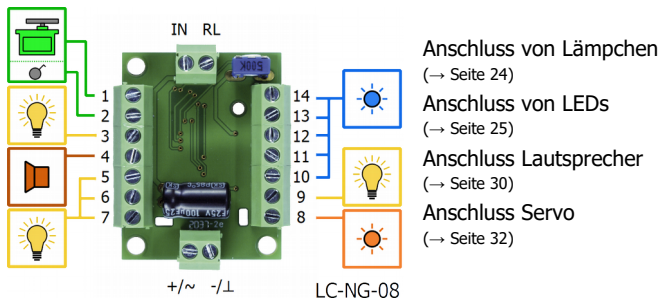 IN RL
500K
1
2
3
4
5
6
7
14
13
12
11
10
9
8
+/~ -/⊥
LC-NG-08
Anschluss von Lämpchen
(→ Seite 24)
Anschluss von LEDs
(→ Seite 25)
Anschluss Lautsprecher
(→ Seite 30)
Anschluss Servo
(→ Seite 32)